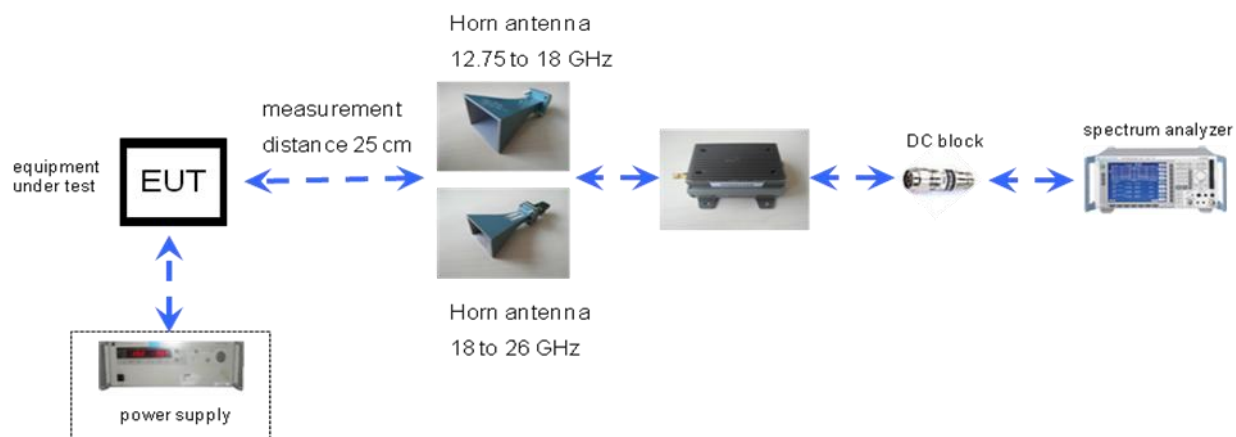 Horn antenna
12.75 to 18 GHz
measurement
distance 25 cm
equipment
under test
EUT
DC block
spectrum analyzer
Horn antenna
18 to 26 GHz
power supply